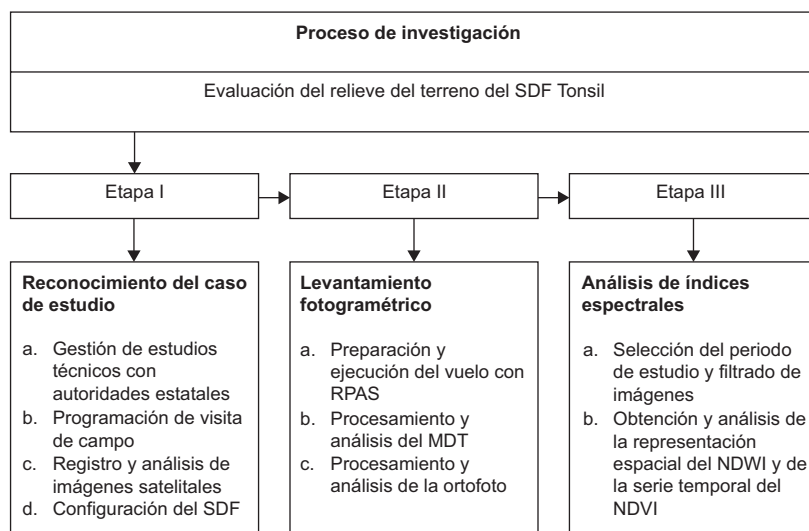 Proceso de investigación
Evaluación del relieve del terreno del SDF Tonsil
Etapa I
Etapa II
Etapa III
Reconocimiento del caso
de estudio
a. Gestión de estudios
técnicos con
autoridades estatales
b. Programación de visita
de campo
c. Registro y análisis de
imágenes satelitales
d. Configuración del SDF
Levantamiento
fotogramétrico
a. Preparación y
ejecución del vuelo con
RPAS
b. Procesamiento y
análisis del MDT
c. Procesamiento y
análisis de la ortofoto
Análisis de índices
espectrales
a. Selección del periodo
de estudio y filtrado de
imágenes
b. Obtención y análisis de
la representación
espacial del NDWI y de
la serie temporal del
NDVI